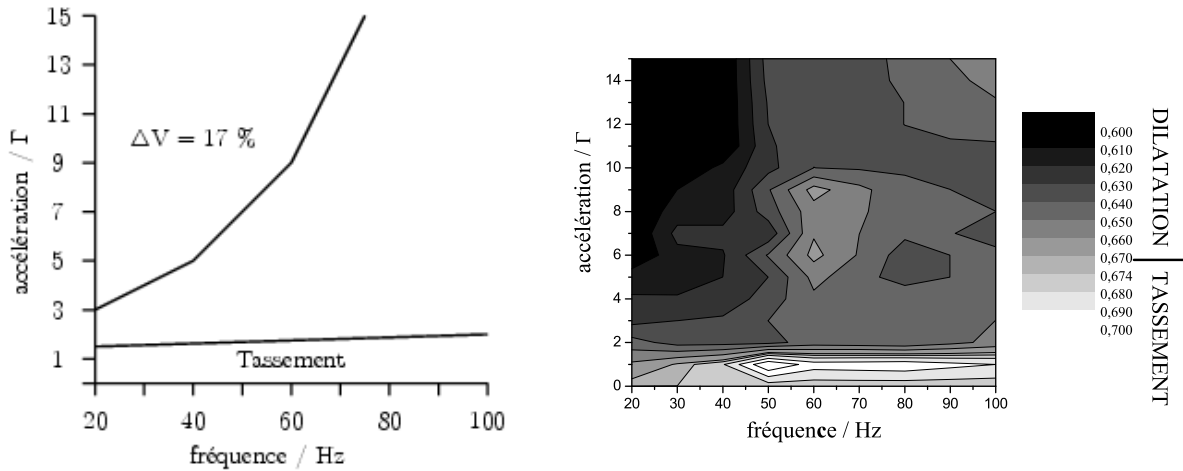 15
13
11
9
7
5
3
1
accélération / Γ
ΔV = 17 %
Tassement
20 40 60 80 100
fréquence / Hz
14
12
10
8
6
4
2
0
accélération / Γ
20 30 40 50 60 70 80 90 100
fréquence / Hz
0,600
0,610
0,620
0,630
0,640
0,650
0,660
0,670
0,674
0,680
0,690
0,700
DILATATION
TASSEMENT